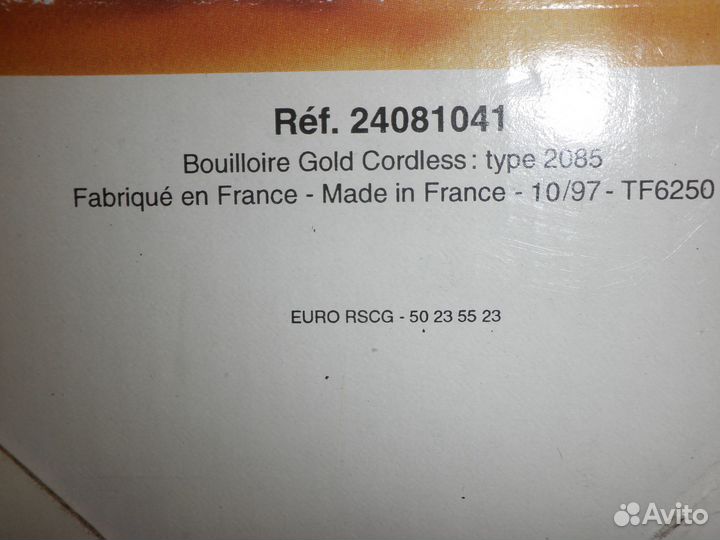 Réf. 24081041
Bouilloire Gold Cordless : type 2085
Fabriqué en France - Made in France - 10/97 - TF6250
EURO RSCG - 50 23 55 23
Avito